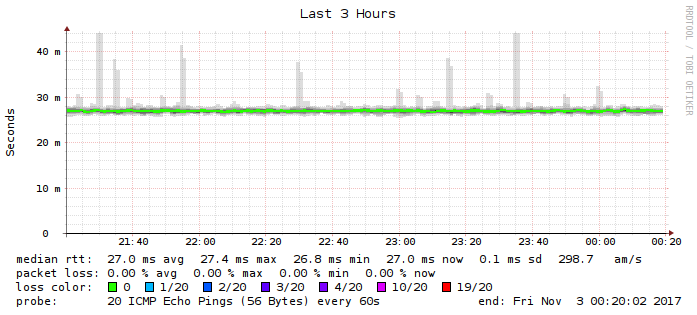 Last 3 Hours
RRDTOOL / TOBI OETIKER
Seconds
40 m
30 m
20 m
10 m
0
21:40 22:00 22:20 22:40 23:00 23:20 23:40 00:00 00:20
median rtt: 27.0 ms avg 27.4 ms max 26.8 ms min 27.0 ms now 0.1 ms sd 298.7 am/s
packet loss: 0.00 % avg 0.00 % max 0.00 % min 0.00 % now
loss color: 0 1/20 2/20 3/20 4/20 10/20 19/20
probe: 20 ICMP Echo Pings (56 Bytes) every 60s end: Fri Nov 3 00:20:02 2017